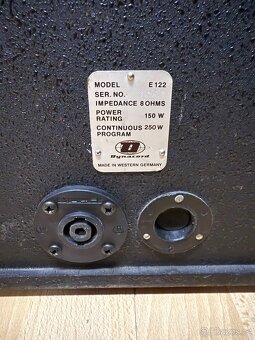 MODEL E 122
SER. NO.
IMPEDANCE 8 OHMS
POWER
RATING 150 W
CONTINUOUS 250 W
PROGRAM
Dynacord
MADE IN WESTERN GERMANY